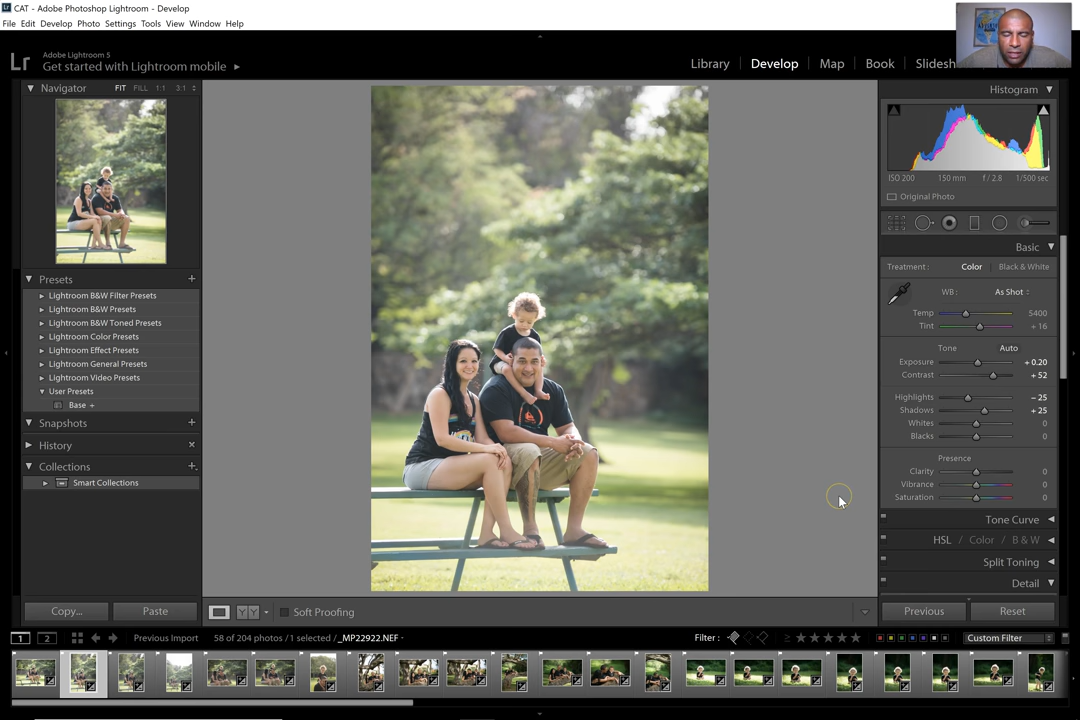 CAT - Adobe Photoshop Lightroom - Develop
File Edit Develop Photo Settings Tools View Window Help
Lr
Adobe Lightroom 5
Get started with Lightroom mobile
Library
Develop
Map
Book
Slidesh
Navigator
FIT FILL 1:1 3:1
Presets
Lightroom B&W Filter Presets
Lightroom B&W Presets
Lightroom B&W Toned Presets
Lightroom Color Presets
Lightroom Effect Presets
Lightroom General Presets
Lightroom Video Presets
User Presets
Base +
Snapshots
History
Collections
Smart Collections
Copy...
Paste
Histogram
ISO 200 150 mm f / 2.8 1/500 sec
Original Photo
Basic
Treatment : Color Black & White
WB : As Shot
Temp 5400
Tint + 16
Tone Auto
Exposure + 0.20
Contrast + 52
Highlights − 25
Shadows + 25
Whites 0
Blacks 0
Presence
Clarity 0
Vibrance 0
Saturation 0
Tone Curve
HSL / Color / B & W
Split Toning
Detail
Previous
Reset
YY Soft Proofing
1 2 Previous Import 58 of 204 photos / 1 selected / _MP22922.NEF
Filter : Custom Filter